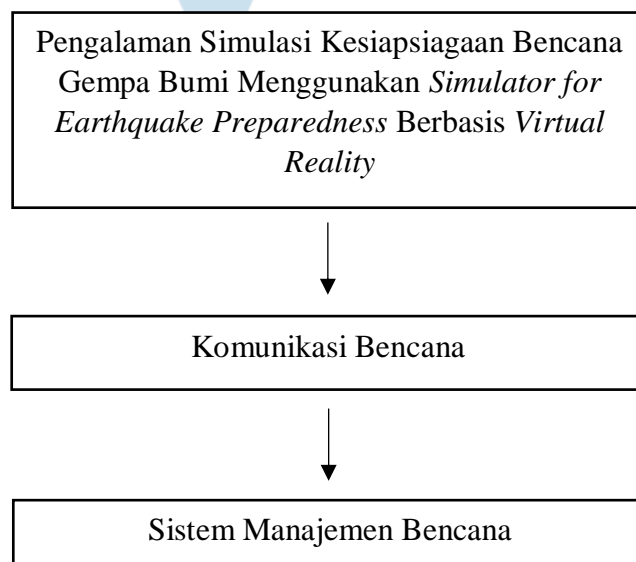 Pengalaman Simulasi Kesiapsiagaan Bencana
Gempa Bumi Menggunakan Simulator for
Earthquake Preparedness Berbasis Virtual
Reality
Komunikasi Bencana
Sistem Manajemen Bencana